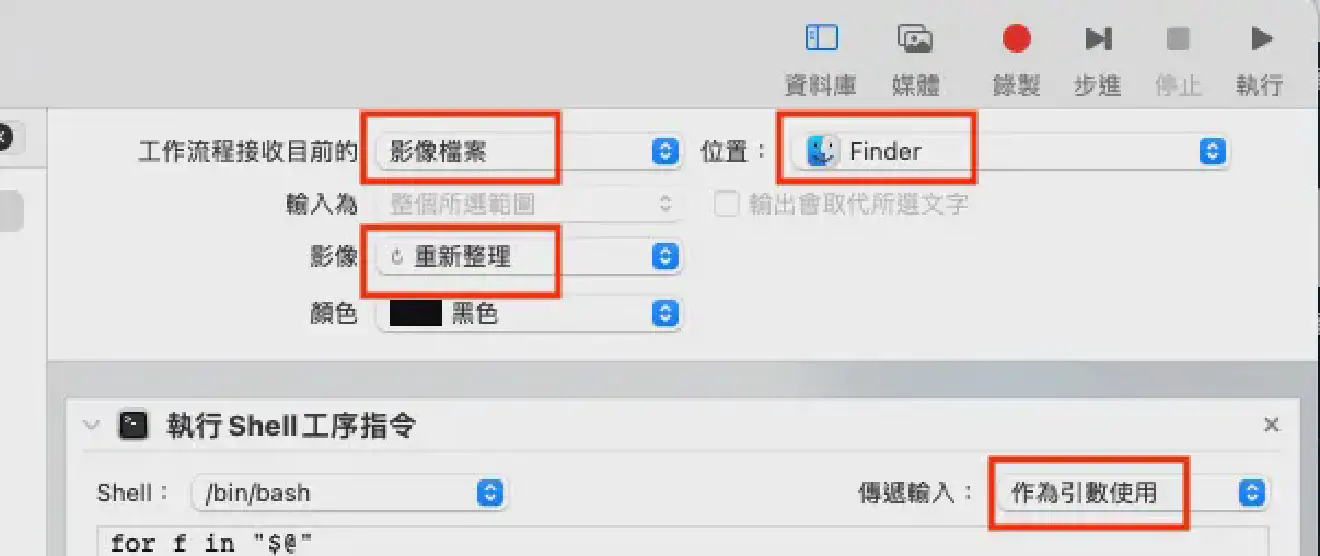 資料庫 媒體 錄製 步進 停止 執行
工作流程接收目前的 影像檔案 位置： Finder
輸入為 整個所選範圍 輸出會取代所選文字
影像 重新整理
顏色 黑色
執行 Shell 工序指令
Shell： /bin/bash 傳遞輸入： 作為引數使用
for f in "$@"